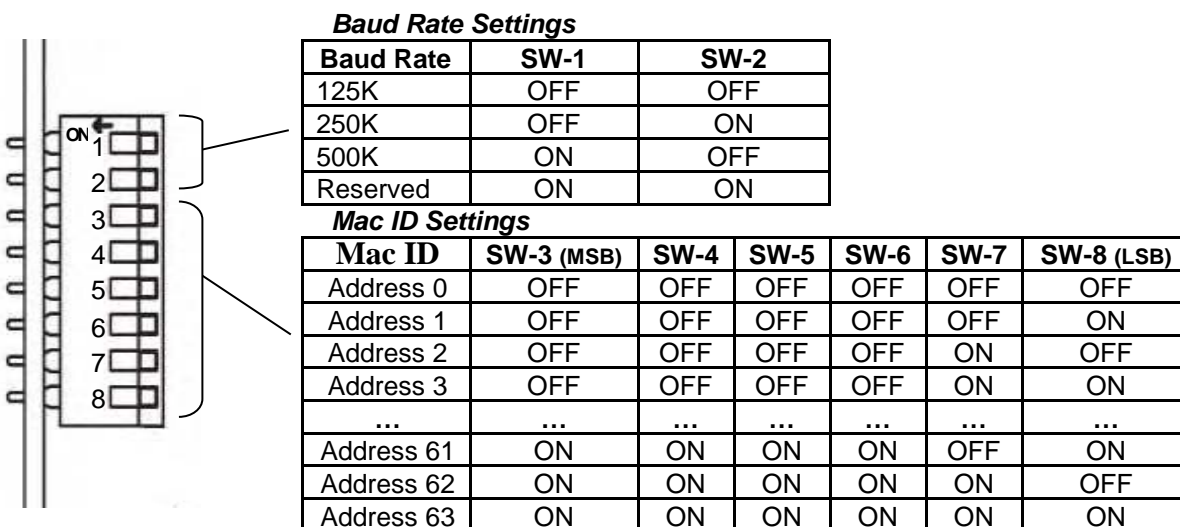 Baud Rate Settings
Baud Rate SW-1 SW-2
125K OFF OFF
250K OFF ON
500K ON OFF
Reserved ON ON
ON
1
2
3
4
5
6
7
8
Mac ID Settings
Mac ID SW-3 (MSB) SW-4 SW-5 SW-6 SW-7 SW-8 (LSB)
Address 0 OFF OFF OFF OFF OFF OFF
Address 1 OFF OFF OFF OFF OFF ON
Address 2 OFF OFF OFF OFF ON OFF
Address 3 OFF OFF OFF OFF ON ON
... ... ... ... ... ... ...
Address 61 ON ON ON ON OFF ON
Address 62 ON ON ON ON ON OFF
Address 63 ON ON ON ON ON ON